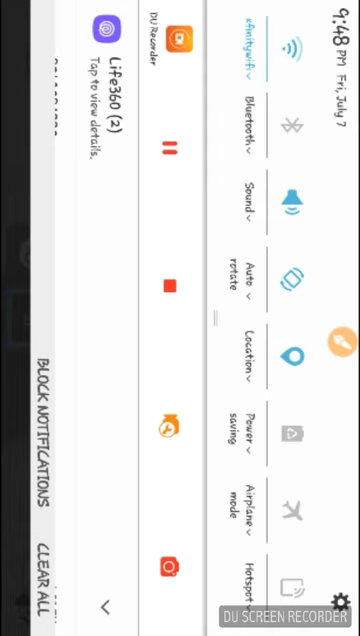 9:48 PM Fri, July 7
xfinitywifi
Bluetooth
Sound
Auto
rotate
Location
Power
saving
Airplane
mode
Hotspot
DU Recorder
Life360 (2)
Tap to view details.
BLOCK NOTIFICATIONS
CLEAR ALL
DU SCREEN RECORDER